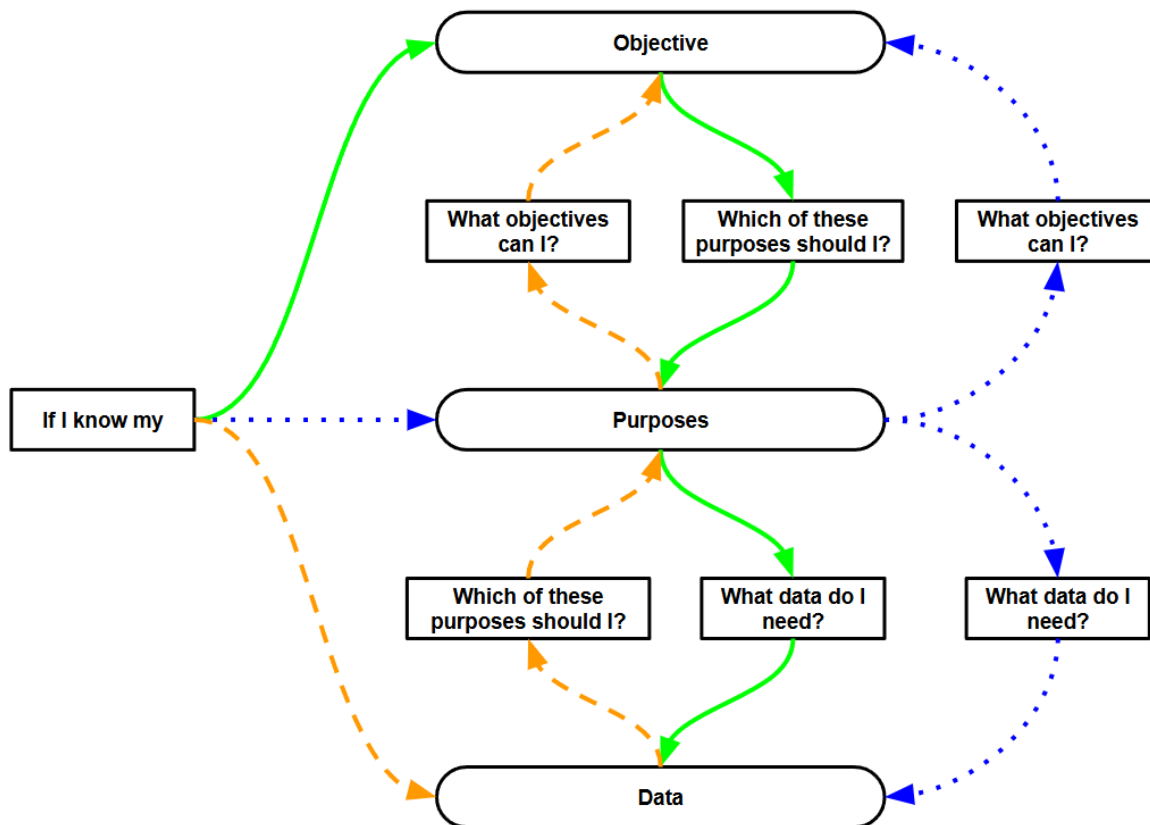 Objective
What objectives
can I?
Which of these
purposes should I?
What objectives
can I?
If I know my
Purposes
Which of these
purposes should I?
What data do I
need?
What data do I
need?
Data